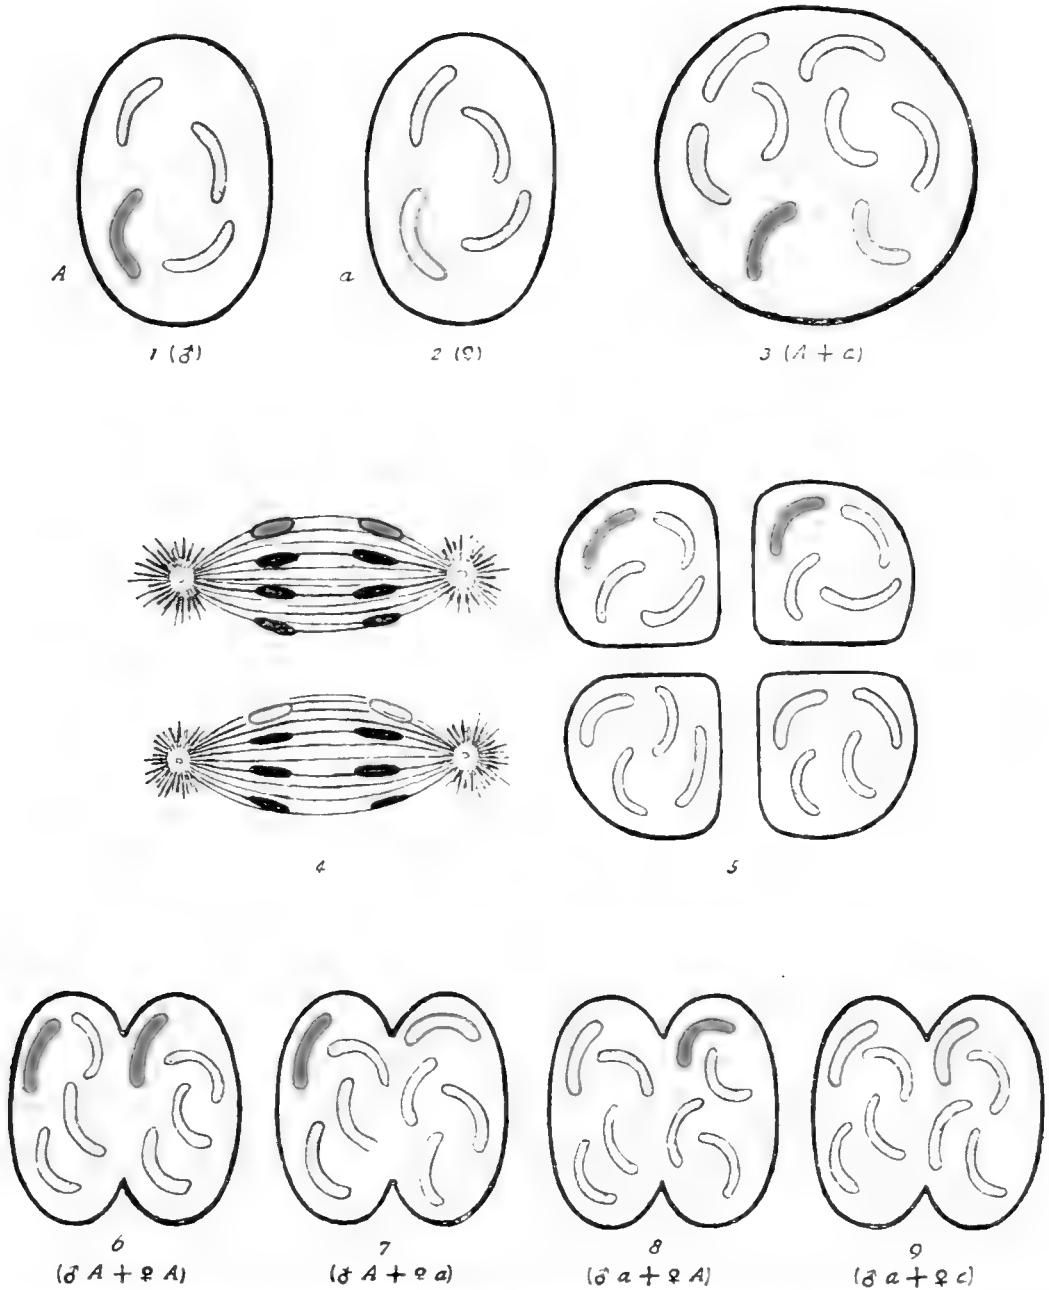 A
a
1 (♂)
2 (♀)
3 (A + c)
4
5
6
7
8
9
(♂ A + ♀ A)
(♂ A + ♀ a)
(♂ a + ♀ A)
(♂ a + ♀ c)